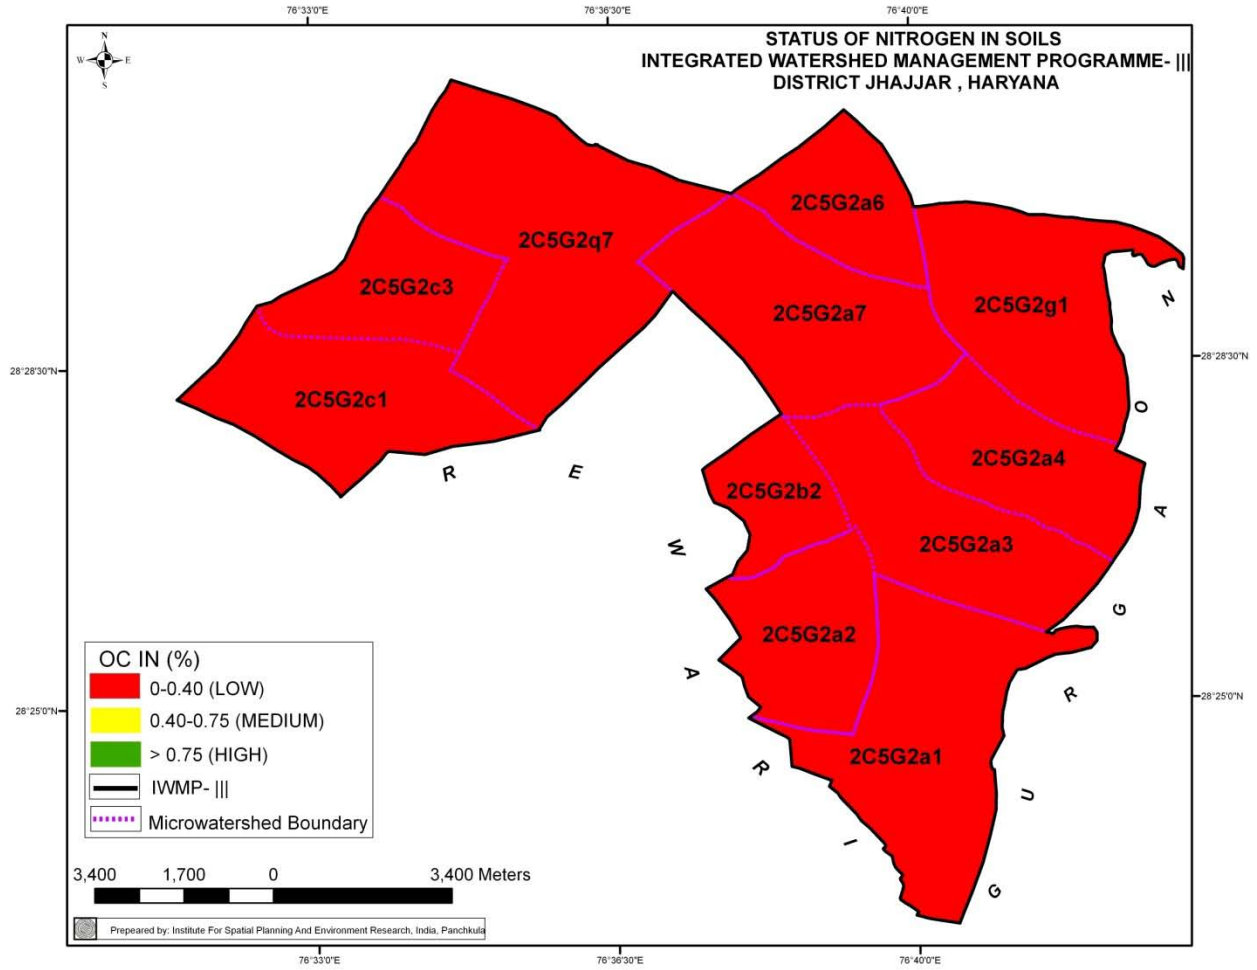 76°33'0"E 76°36'30"E 76°40'0"E
N
W E
S
STATUS OF NITROGEN IN SOILS
INTEGRATED WATERSHED MANAGEMENT PROGRAMME- |||
DISTRICT JHAJJAR , HARYANA
2C5G2a6
2C5G2q7
2C5G2c3
2C5G2g1
2C5G2a7
28°28'30"N
28°28'30"N
2C5G2c1
2C5G2a4
2C5G2b2
2C5G2a3
2C5G2a2
2C5G2a1
R E W A R I
G U R G A O N
28°25'0"N
28°25'0"N
OC IN (%)
0-0.40 (LOW)
0.40-0.75 (MEDIUM)
> 0.75 (HIGH)
IWMP- |||
Microwatershed Boundary
3,400 1,700 0 3,400 Meters
Prepeared by: Institute For Spatial Planning And Environment Research, India, Panchkula
76°33'0"E 76°36'30"E 76°40'0"E